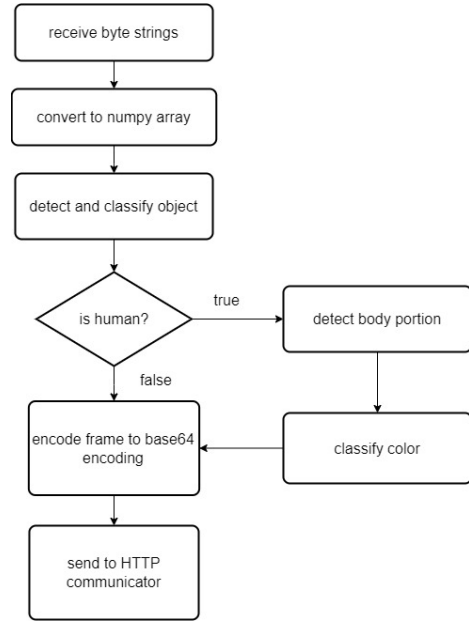 receive byte strings
convert to numpy array
detect and classify object
is human?
true
detect body portion
false
encode frame to base64
encoding
classify color
send to HTTP
communicator